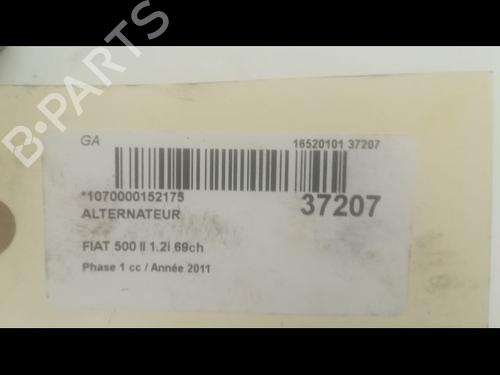 B-PARTS
GA
16520101 37207
*1070000152175
37207
ALTERNATEUR
FIAT 500 II 1.2i 69ch
Phase 1 cc / Année 2011